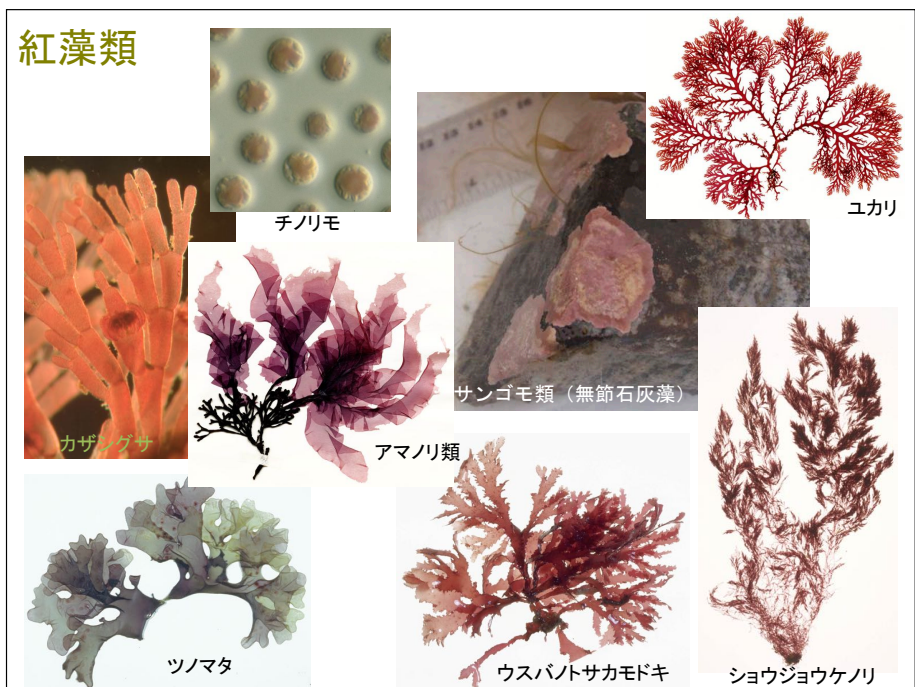 紅藻類
チノリモ
ユカリ
カザシグサ
サンゴモ類（無節石灰藻）
アマノリ類
ツノマタ
ウスバノトサカモドキ
ショウジョウケノリ